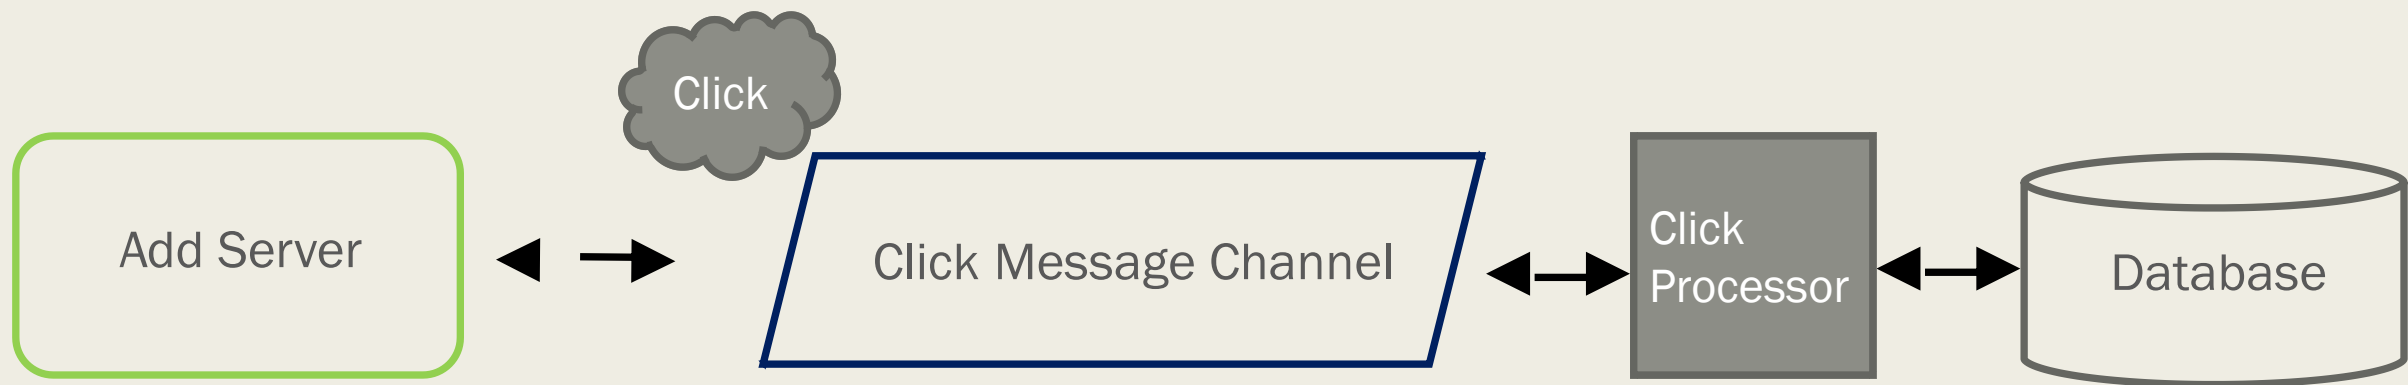 Click
Add Server
Click Message Channel
Click
Processor
Database